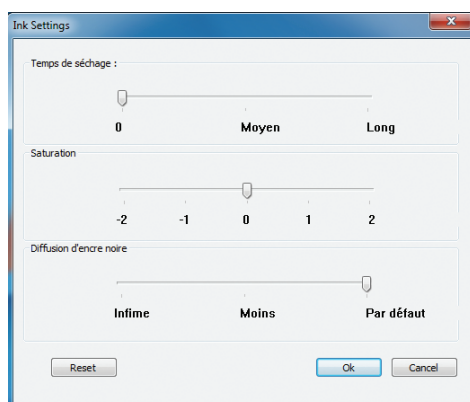 Ink Settings
Temps de séchage :
0 Moyen Long
Saturation
-2 -1 0 1 2
Diffusion d'encre noire
Infime Moins Par défaut
Reset Ok Cancel